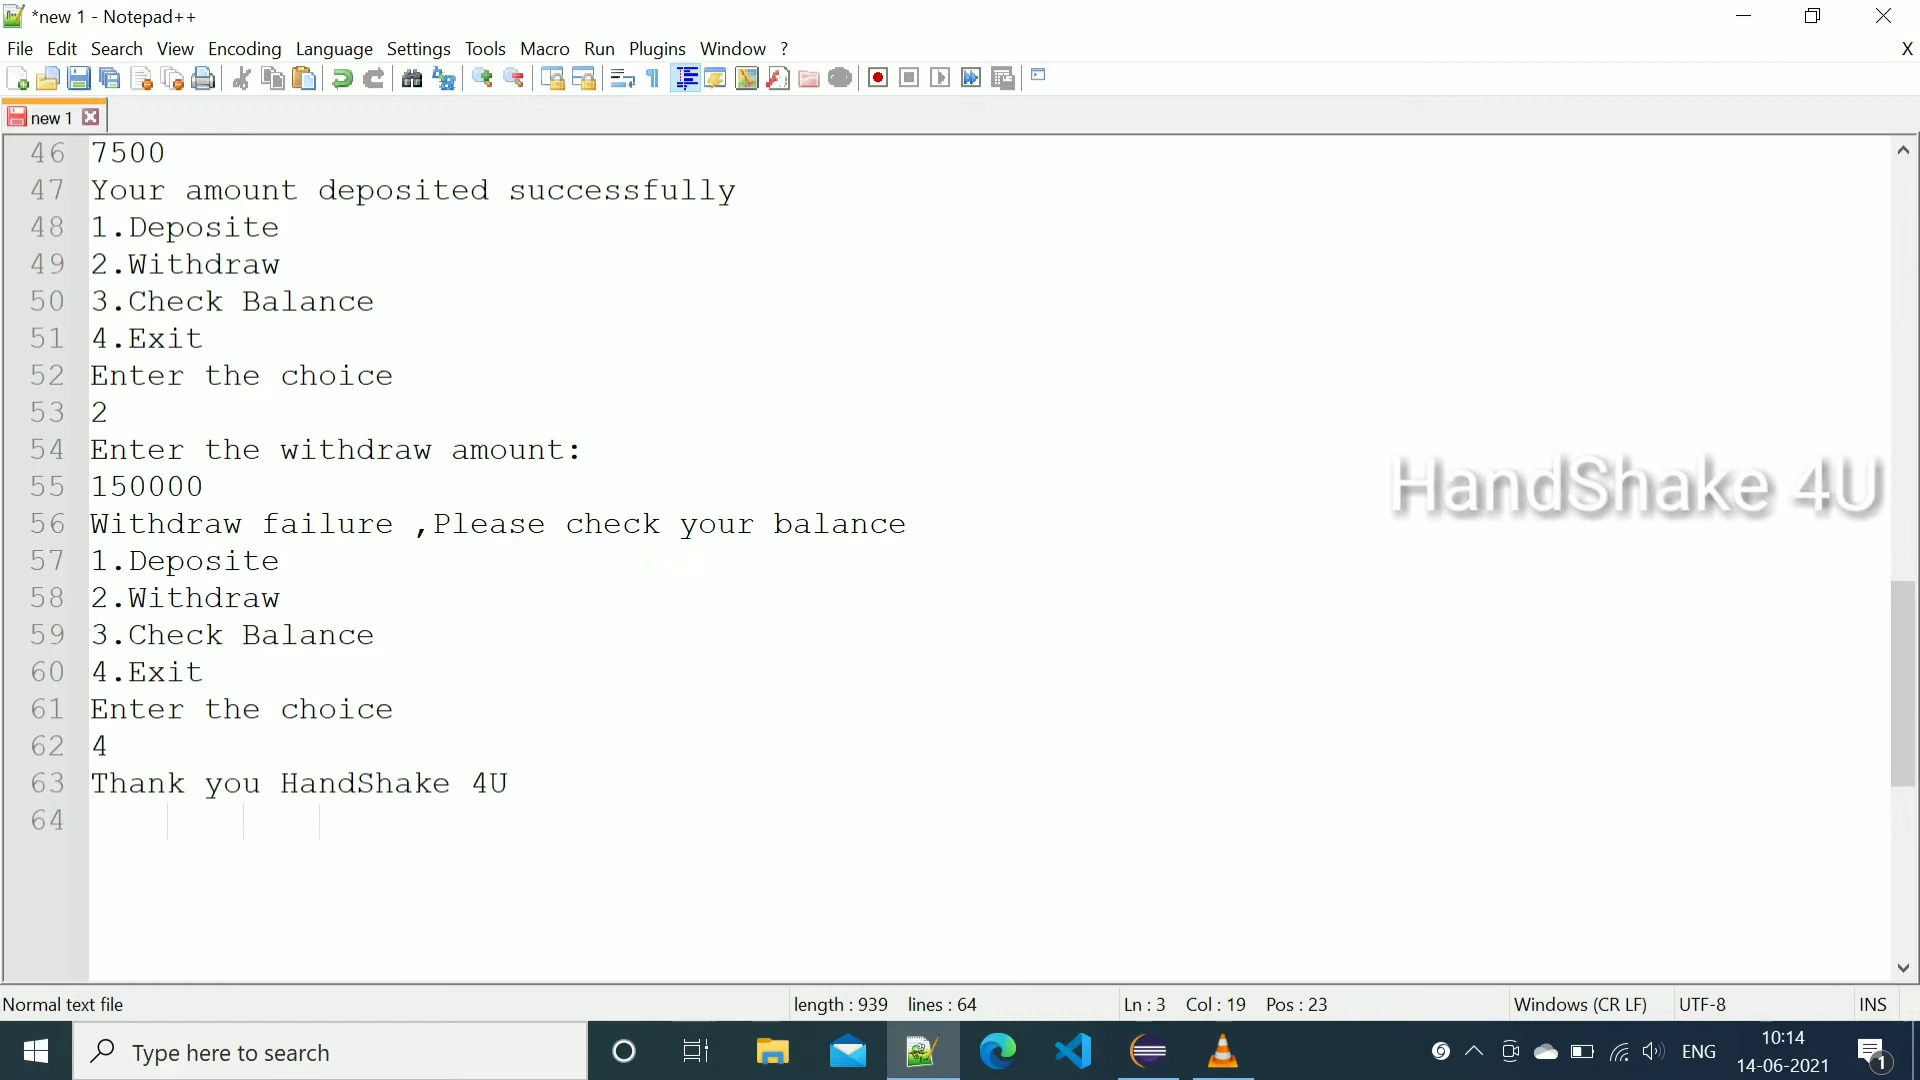 *new 1 - Notepad++
File Edit Search View Encoding Language Settings Tools Macro Run Plugins Window ? X
new 1
46 7500
47 Your amount deposited successfully
48 1.Deposite
49 2.Withdraw
50 3.Check Balance
51 4.Exit
52 Enter the choice
53 2
54 Enter the withdraw amount:
55 150000
56 Withdraw failure ,Please check your balance
57 1.Deposite
58 2.Withdraw
59 3.Check Balance
60 4.Exit
61 Enter the choice
62 4
63 Thank you HandShake 4U
64
HandShake 4U
Normal text file length : 939 lines : 64 Ln : 3 Col : 19 Pos : 23 Windows (CR LF) UTF-8 INS
Type here to search
ENG
10:14
14-06-2021
1